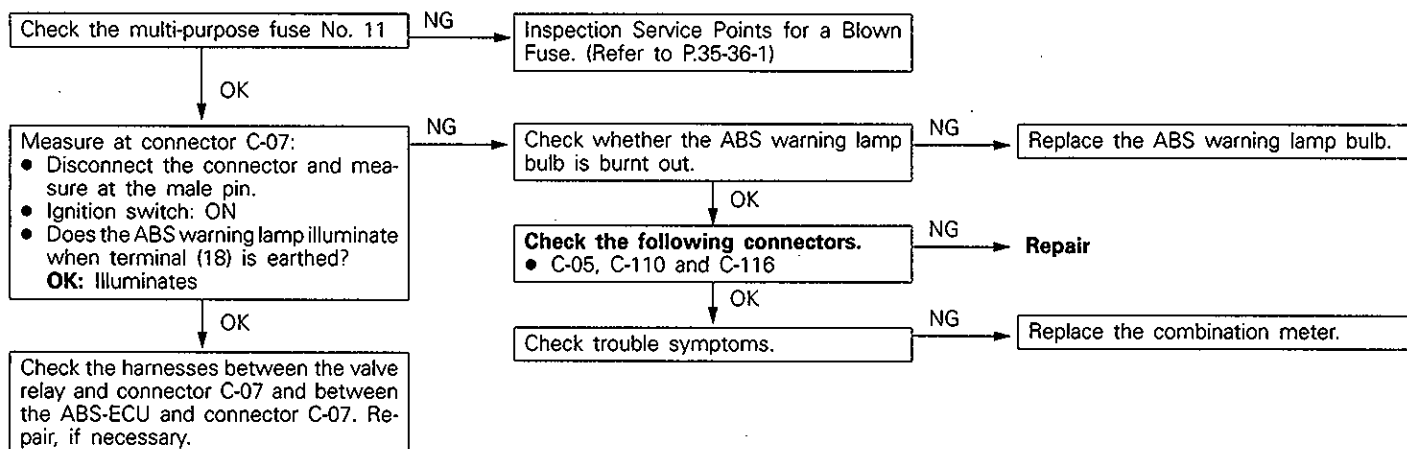 Check the multi-purpose fuse No. 11
NG
Inspection Service Points for a Blown
Fuse. (Refer to P.35-36-1)
OK
Measure at connector C-07:
● Disconnect the connector and mea-
sure at the male pin.
● Ignition switch: ON
● Does the ABS warning lamp illuminate
when terminal (18) is earthed?
OK: Illuminates
NG
Check whether the ABS warning lamp
bulb is burnt out.
NG
Replace the ABS warning lamp bulb.
OK
Check the following connectors.
● C-05, C-110 and C-116
NG
Repair
OK
Check trouble symptoms.
NG
Replace the combination meter.
OK
Check the harnesses between the valve
relay and connector C-07 and between
the ABS-ECU and connector C-07. Re-
pair, if necessary.